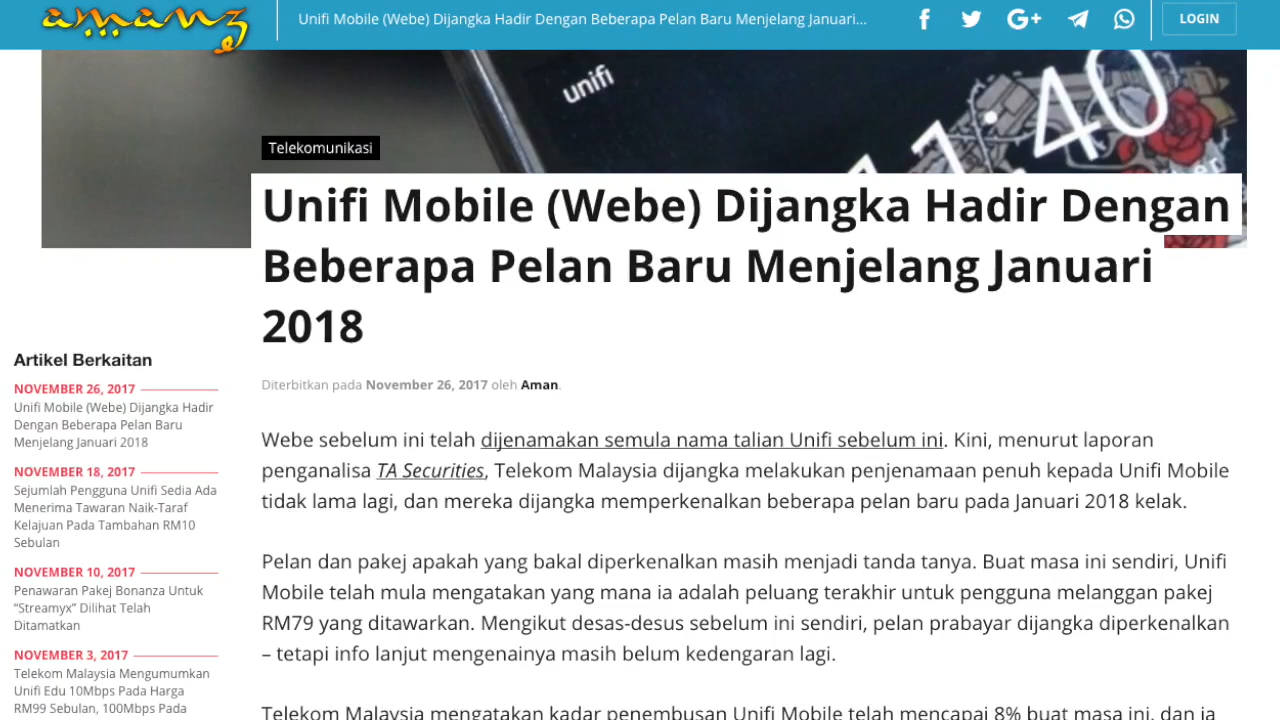 amanz
Unifi Mobile (Webe) Dijangka Hadir Dengan Beberapa Pelan Baru Menjelang Januari...
G+
LOGIN
unifi
11:40
Telekomunikasi
Unifi Mobile (Webe) Dijangka Hadir Dengan
Beberapa Pelan Baru Menjelang Januari
2018
Diterbitkan pada November 26, 2017 oleh Aman.
Artikel Berkaitan
NOVEMBER 26, 2017
Unifi Mobile (Webe) Dijangka Hadir
Dengan Beberapa Pelan Baru
Menjelang Januari 2018
NOVEMBER 18, 2017
Sejumlah Pengguna Unifi Sedia Ada
Menerima Tawaran Naik-Taraf
Kelajuan Pada Tambahan RM10
Sebulan
NOVEMBER 10, 2017
Penawaran Pakej Bonanza Untuk
“Streamyx” Dilihat Telah
Ditamatkan
NOVEMBER 3, 2017
Telekom Malaysia Mengumumkan
Unifi Edu 10Mbps Pada Harga
RM99 Sebulan, 100Mbps Pada
Webe sebelum ini telah dijenamakan semula nama talian Unifi sebelum ini. Kini, menurut laporan
penganalisa TA Securities, Telekom Malaysia dijangka melakukan penjenamaan penuh kepada Unifi Mobile
tidak lama lagi, dan mereka dijangka memperkenalkan beberapa pelan baru pada Januari 2018 kelak.
Pelan dan pakej apakah yang bakal diperkenalkan masih menjadi tanda tanya. Buat masa ini sendiri, Unifi
Mobile telah mula mengatakan yang mana ia adalah peluang terakhir untuk pengguna melanggan pakej
RM79 yang ditawarkan. Mengikut desas-desus sebelum ini sendiri, pelan prabayar dijangka diperkenalkan
– tetapi info lanjut mengenainya masih belum kedengaran lagi.
Telekom Malaysia mengatakan kadar penembusan Unifi Mobile telah mencapai 8% buat masa ini, dan ia